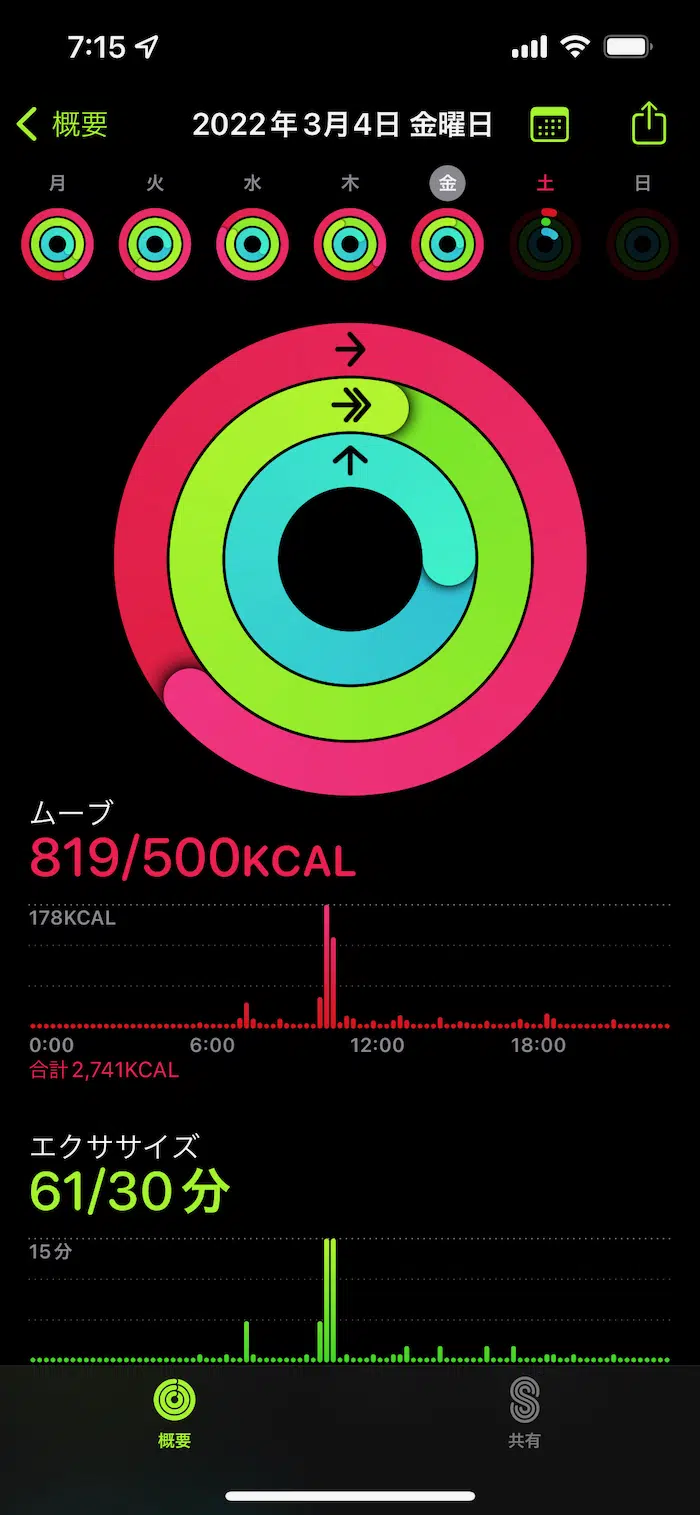 7:15
概要 2022年3月4日 金曜日
月 火 水 木 金 土 日
ムーブ
819/500KCAL
178KCAL
0:00 6:00 12:00 18:00
合計2,741KCAL
エクササイズ
61/30分
15分
概要 共有